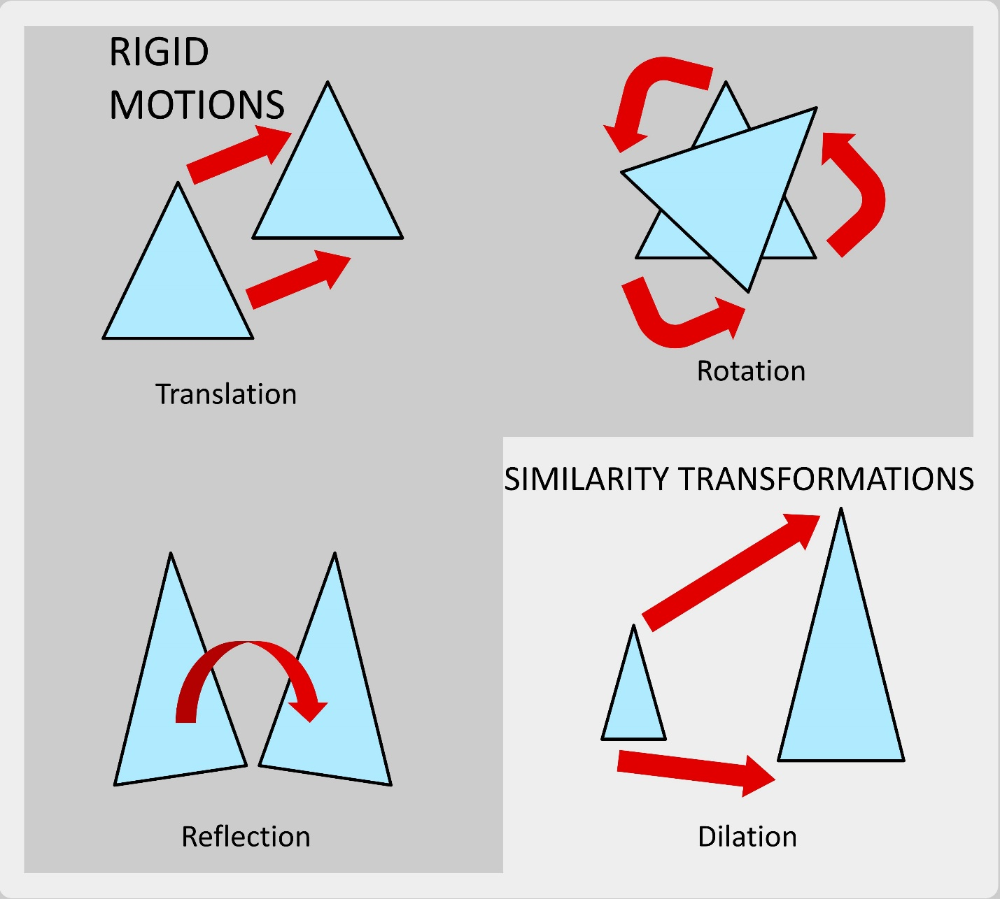 RIGID
MOTIONS
Translation
Rotation
SIMILARITY TRANSFORMATIONS
Reflection
Dilation